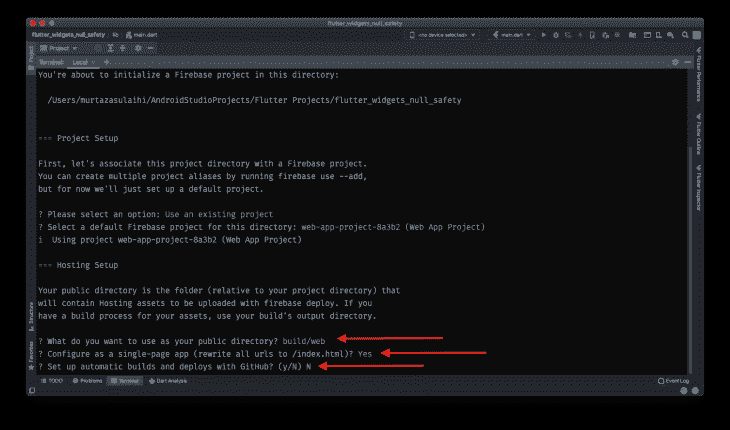 flutter_widgets_null_safety
flutter_widgets_null_safety lib main.dart <no device selected> main.dart
Project
Project
Terminal: Local
You're about to initialize a Firebase project in this directory:
/Users/murtazasulaihi/AndroidStudioProjects/Flutter Projects/flutter_widgets_null_safety
=== Project Setup
First, let's associate this project directory with a Firebase project.
You can create multiple project aliases by running firebase use --add,
but for now we'll just set up a default project.
? Please select an option: Use an existing project
? Select a default Firebase project for this directory: web-app-project-8a3b2 (Web App Project)
i Using project web-app-project-8a3b2 (Web App Project)
=== Hosting Setup
Your public directory is the folder (relative to your project directory) that
will contain Hosting assets to be uploaded with firebase deploy. If you
have a build process for your assets, use your build's output directory.
? What do you want to use as your public directory? build/web
? Configure as a single-page app (rewrite all urls to /index.html)? Yes
? Set up automatic builds and deploys with GitHub? (y/N) N
Structure
Favorites
Flutter Performance
Flutter Outline
Flutter Inspector
TODO Problems Terminal Dart Analysis Event Log